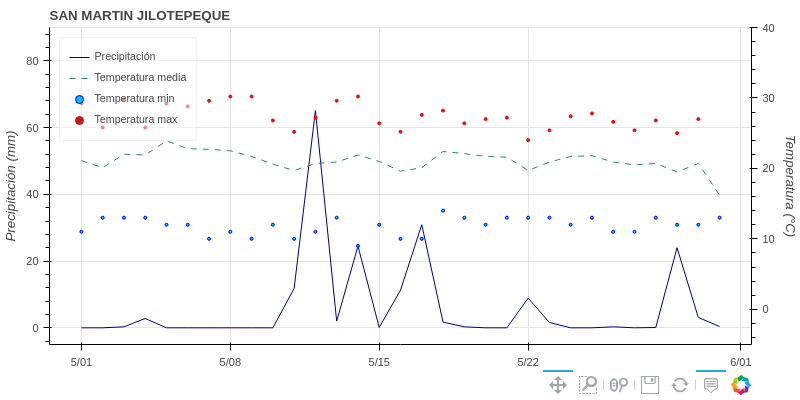 SAN MARTIN JILOTEPEQUE
Precipitación
Temperatura media
Temperatura min
Temperatura max
Precipitación (mm)
80
60
40
20
0
Temperatura (°C)
40
30
20
10
0
5/01
5/08
5/15
5/22
6/01